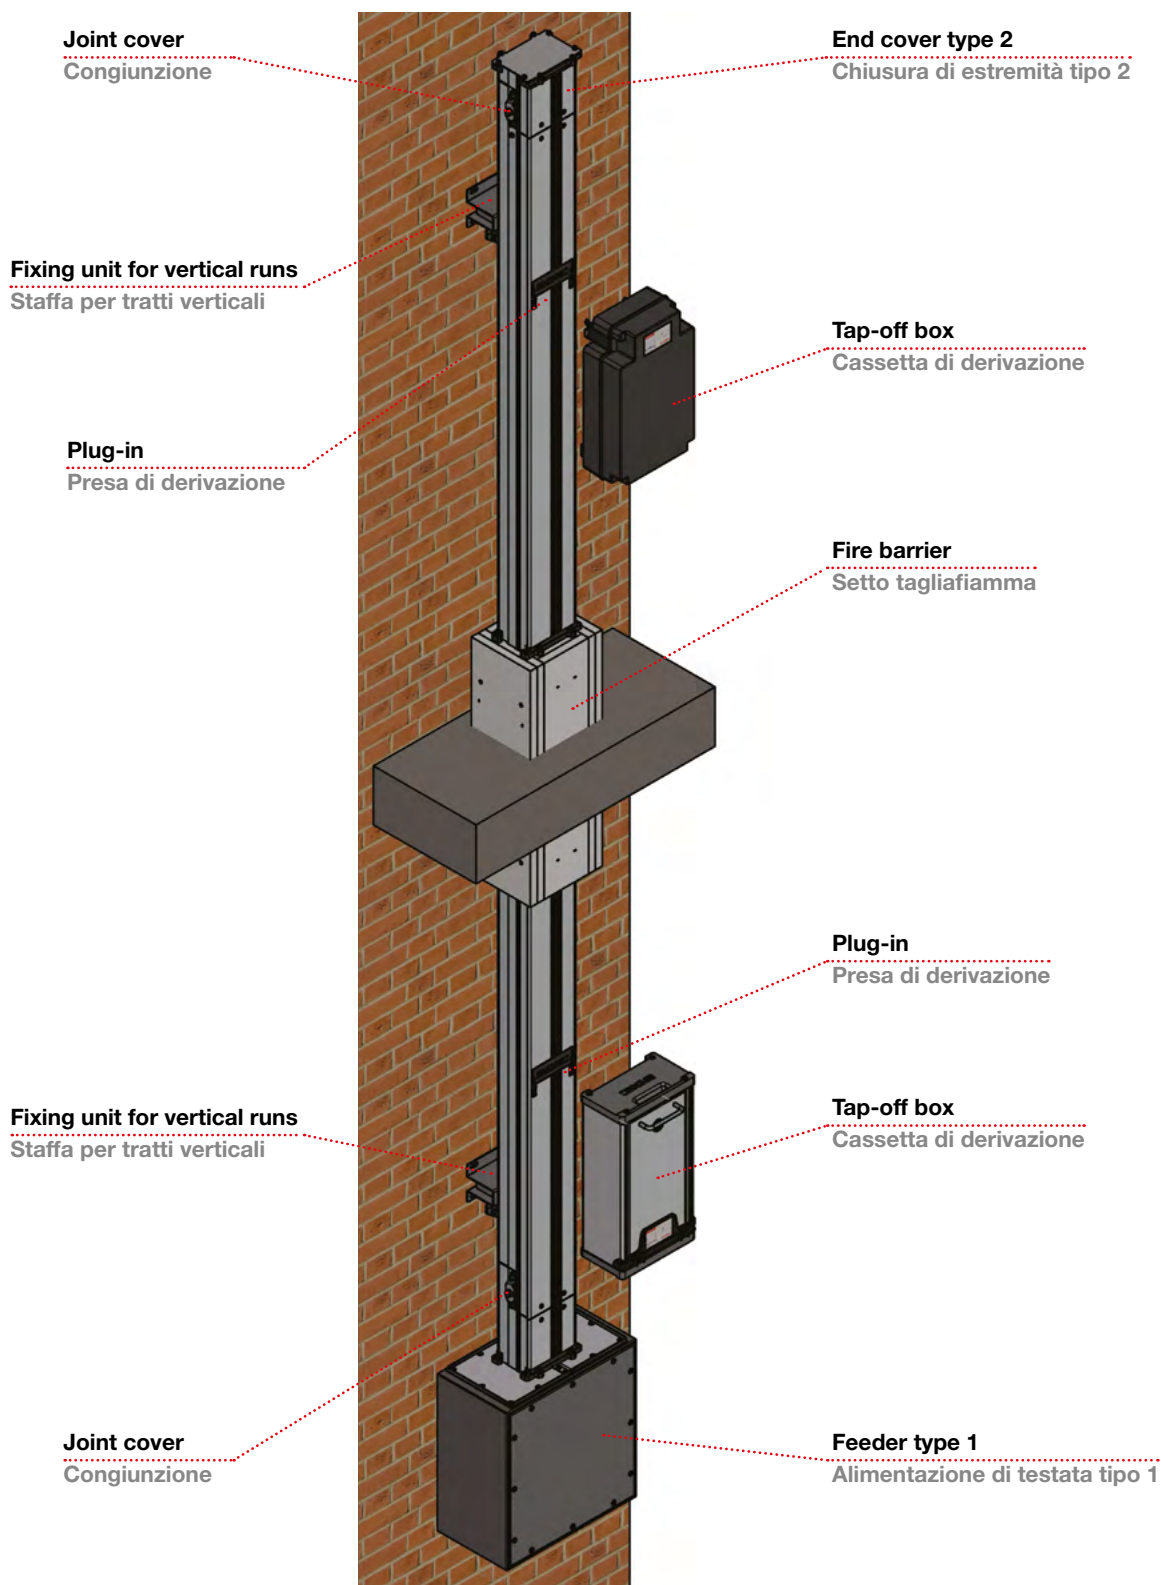 Joint cover
Congiunzione
End cover type 2
Chiusura di estremità tipo 2
Fixing unit for vertical runs
Staffa per tratti verticali
Tap-off box
Cassetta di derivazione
Plug-in
Presa di derivazione
Fire barrier
Setto tagliafiamma
Plug-in
Presa di derivazione
Fixing unit for vertical runs
Staffa per tratti verticali
Tap-off box
Cassetta di derivazione
Joint cover
Congiunzione
Feeder type 1
Alimentazione di testata tipo 1